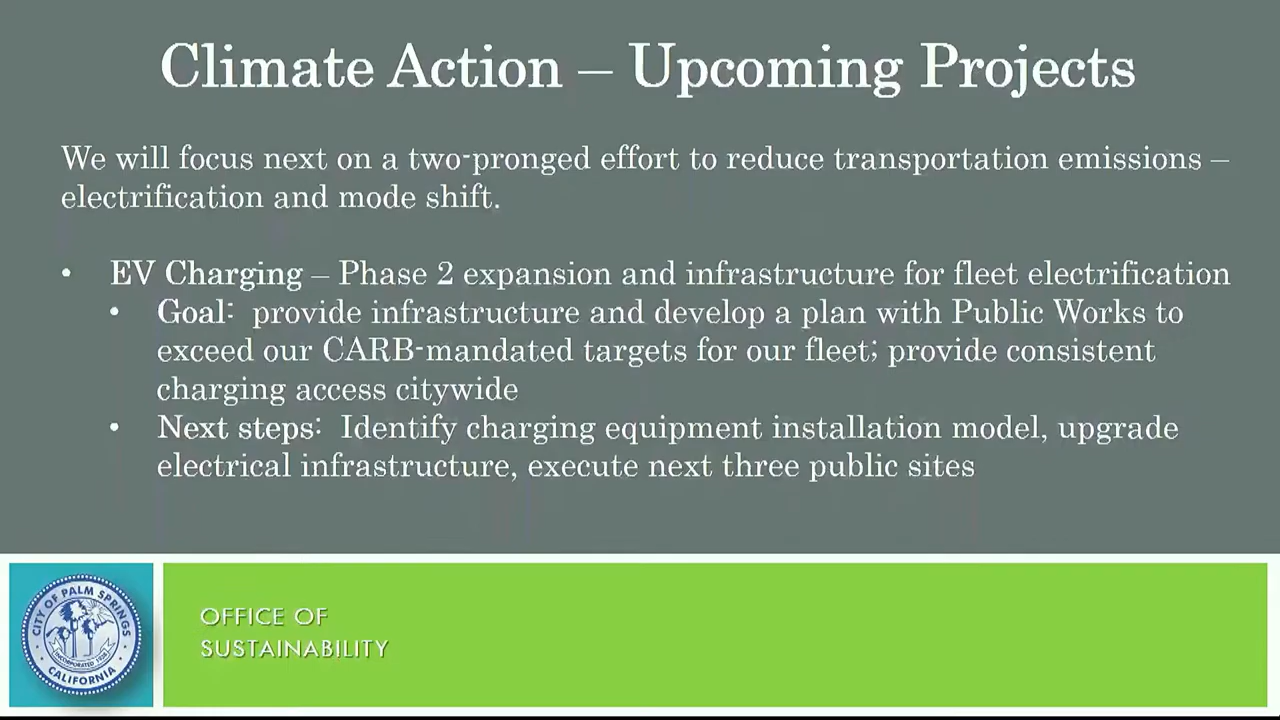 Climate Action – Upcoming Projects
We will focus next on a two-pronged effort to reduce transportation emissions –
electrification and mode shift.
• EV Charging – Phase 2 expansion and infrastructure for fleet electrification
• Goal: provide infrastructure and develop a plan with Public Works to
exceed our CARB-mandated targets for our fleet; provide consistent
charging access citywide
• Next steps: Identify charging equipment installation model, upgrade
electrical infrastructure, execute next three public sites
CITY OF PALM SPRINGS
CALIFORNIA
OFFICE OF
SUSTAINABILITY